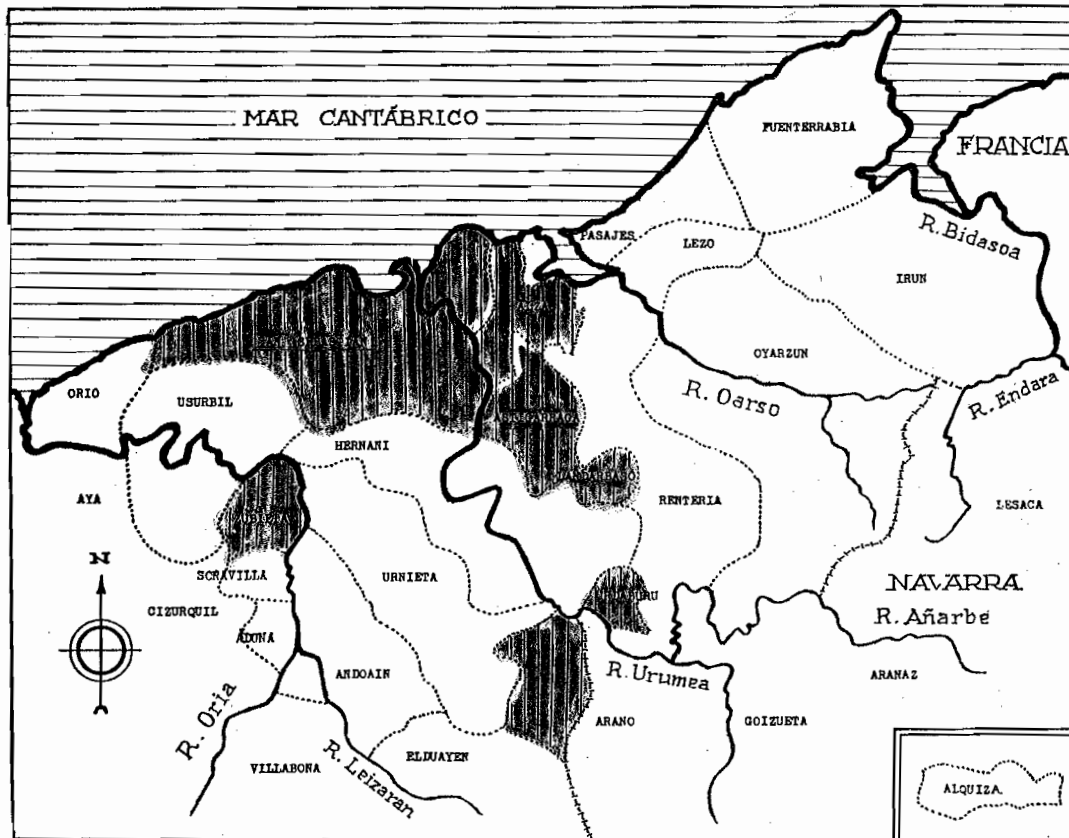 MAR CANTÁBRICO
FUENTERRABIA
FRANCIA
PASAJES
LEZO
R. Bidasoa
IRUN
OYARZUN
ORIO
USURBIL
R. Oarso
R. Endara
HERNANI
AYA
RENTERIA
LESACA
N
SORAVILLA
URNIETA
CIZURQUIL
NAVARRA
R. Añarbe
ADUNA
ANDOAIN
R. Urumea
ARANAZ
R. Oria
ARANO
GOIZUETA
ELDUAYEN
VILLABONA
R. Leizaran
ALQUIZA